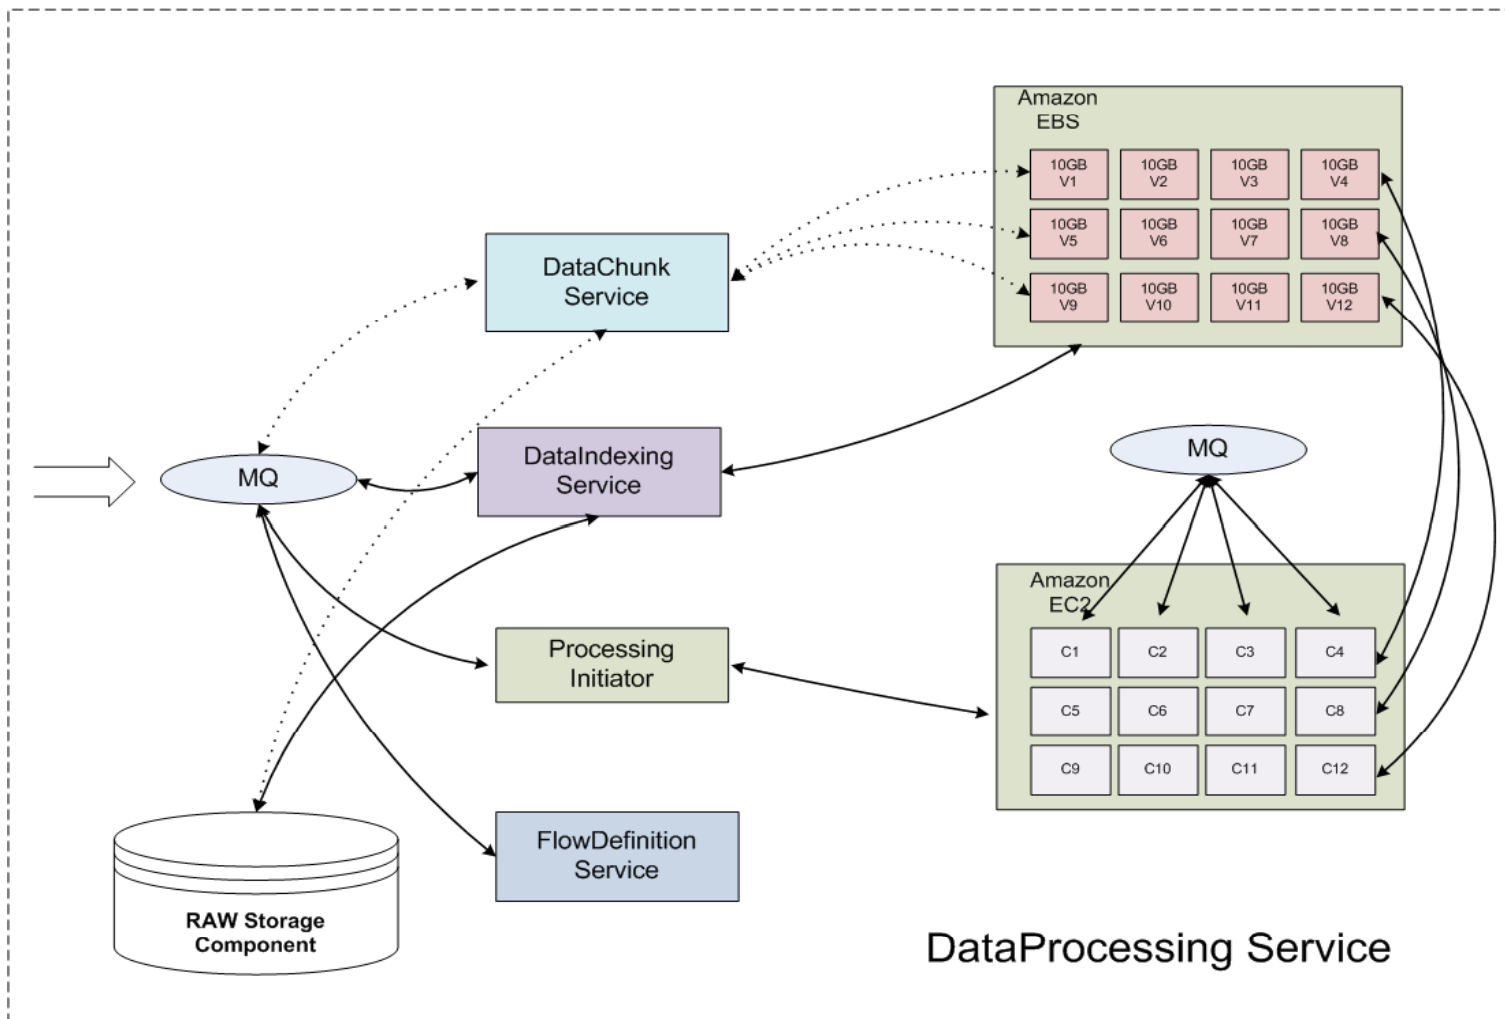 Amazon
EBS
10GB
V1
10GB
V2
10GB
V3
10GB
V4
10GB
V5
10GB
V6
10GB
V7
10GB
V8
10GB
V9
10GB
V10
10GB
V11
10GB
V12
DataChunk
Service
DataIndexing
Service
MQ
MQ
Processing
Initiator
Amazon
EC2
C1
C2
C3
C4
C5
C6
C7
C8
C9
C10
C11
C12
FlowDefinition
Service
RAW Storage
Component
DataProcessing Service